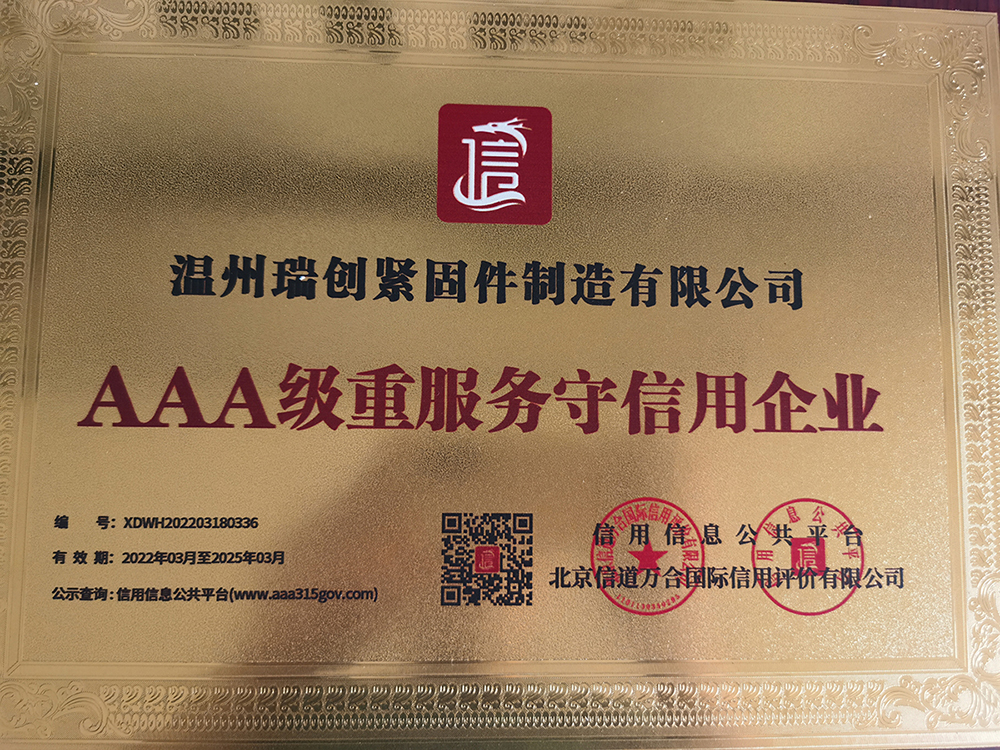 信
温州瑞创紧固件制造有限公司
AAA级重服务守信用企业
编 号：XDWH202203180336
有 效 期：2022年03月至2025年03月
公示查询：信用信息公共平台(www.aaa315gov.com)
信用信息公共平台
北京信道万合国际信用评价有限公司